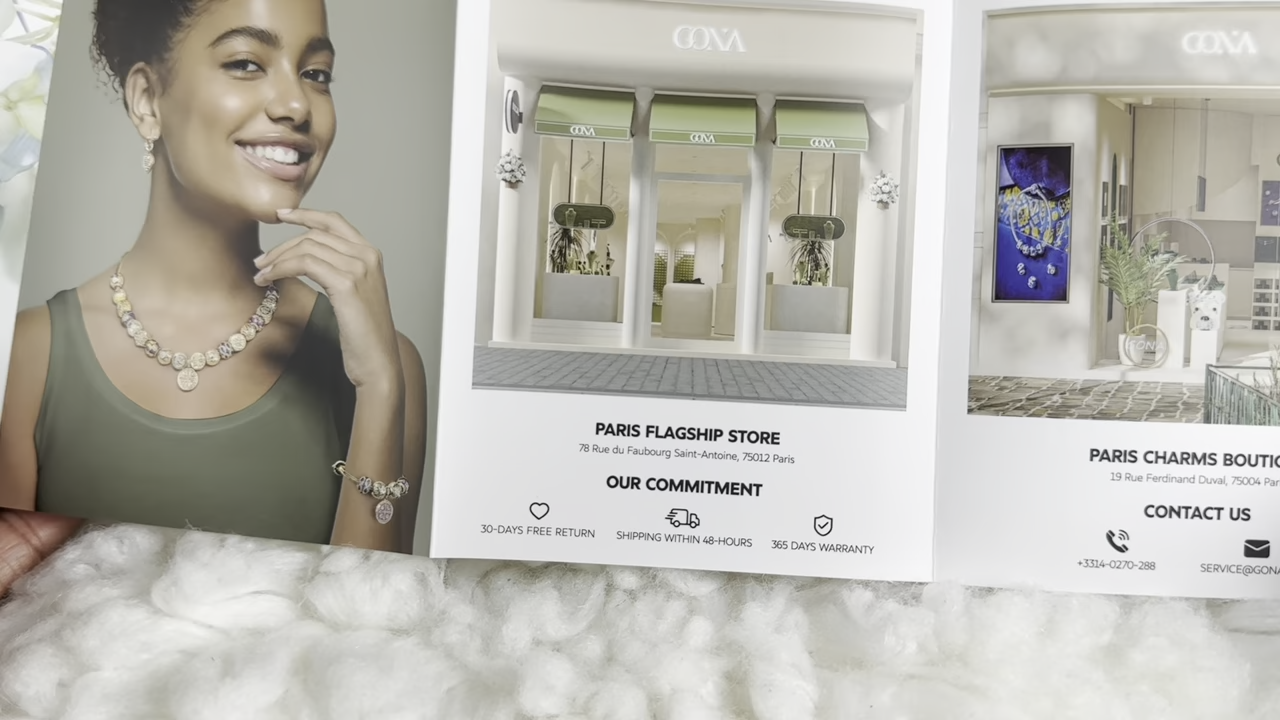 GONA
GONA
GONA
GONA
PARIS FLAGSHIP STORE
78 Rue du Faubourg Saint-Antoine, 75012 Paris
OUR COMMITMENT
30-DAYS FREE RETURN
SHIPPING WITHIN 48-HOURS
365 DAYS WARRANTY
GONA
GONA
PARIS CHARMS BOUTIQ
19 Rue Ferdinand Duval, 75004 Par
CONTACT US
+3314-0270-288
SERVICE@GONA